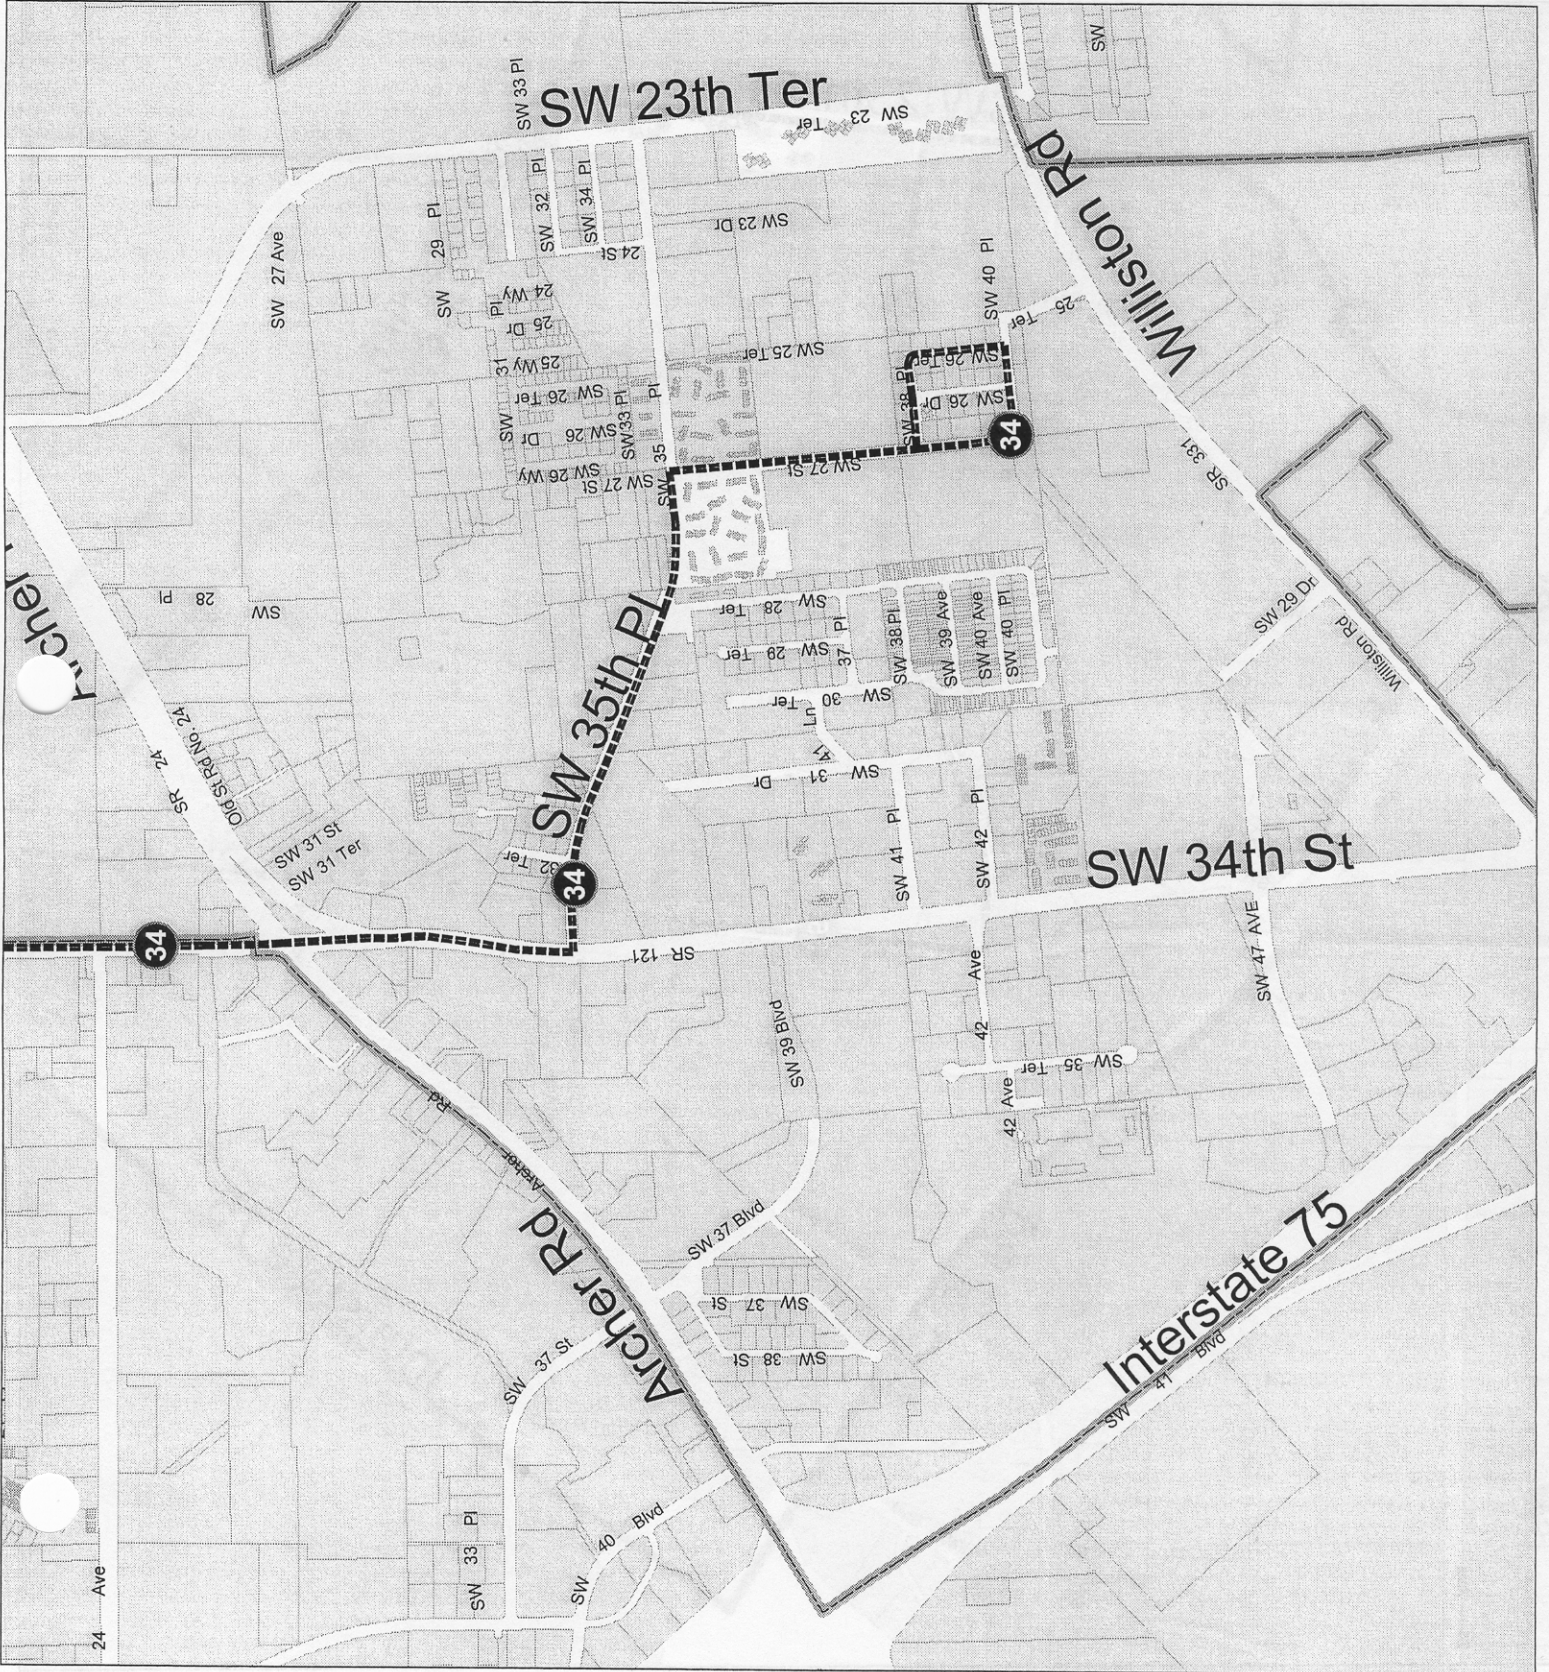 SW 23th Ter
SW 33 Pl
SW 23 Ter
SW
Williston Rd
SW 27 Ave
SW 29 Pl
SW 32 Pl
SW 34 Pl
24 St
SW 23 Dr
SW 40 Pl
25 Ter
24 Wy
25 Dr
25 Wy
SW 31 Pl
SW 26 Ter
SW 26 Dr
SW 26 Wy
SW 33 Pl
SW 27 St
SW 35 Pl
SW 25 Ter
SW 38 Pl
SW 26 Ter
SW 26 Dr
SW 27 St
34
SR 331
SW 28 Pl
SR 24
Old St Rd No. 24
SW 31 St
SW 31 Ter
SW 35th Pl
32 Ter
34
34
SW 28 Ter
SW 29 Ter
37 Pl
SW 30 Ter
SW 38 Pl
SW 39 Ave
SW 40 Ave
SW 40 Pl
41 Ln
SW 31 Dr
SW 41 Pl
SW 42 Pl
SW 29 Dr
Williston Rd
SW 34th St
SR 121
SW 47 AVE
SW 39 Blvd
42 Ave
42 Ave
SW 35 Ter
Archer Rd
Archer Rd
SW 37 Blvd
SW 37 St
SW 38 St
SW 37 St
SW 40 Blvd
SW 33 Pl
24 Ave
Interstate 75
SW 41 Blvd